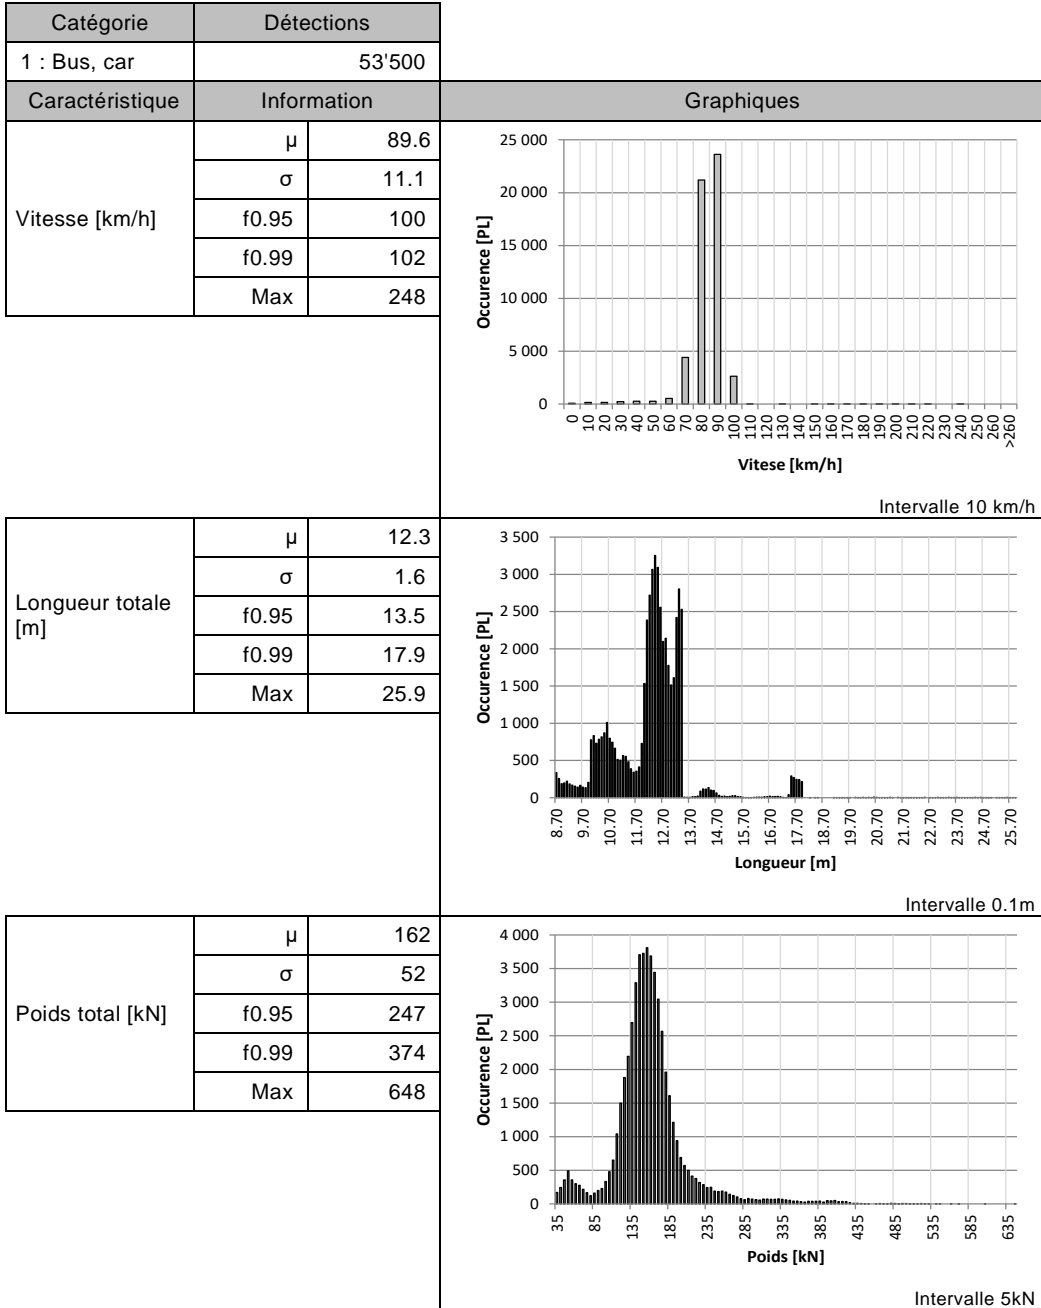 Catégorie Détections
1 : Bus, car 53'500
Caractéristique Information Graphiques
Vitesse [km/h]
µ 89.6
σ 11.1
f0.95 100
f0.99 102
Max 248
Occurence [PL]
25 000
20 000
15 000
10 000
5 000
0
0 10 20 30 40 50 60 70 80 90 100 110 120 130 140 150 160 170 180 190 200 210 220 230 240 250 260 >260
Vitese [km/h]
Intervalle 10 km/h
Longueur totale
[m]
µ 12.3
σ 1.6
f0.95 13.5
f0.99 17.9
Max 25.9
Occurence [PL]
3 500
3 000
2 500
2 000
1 500
1 000
500
0
8.70 9.70 10.70 11.70 12.70 13.70 14.70 15.70 16.70 17.70 18.70 19.70 20.70 21.70 22.70 23.70 24.70 25.70
Longueur [m]
Intervalle 0.1m
Poids total [kN]
µ 162
σ 52
f0.95 247
f0.99 374
Max 648
Occurence [PL]
4 000
3 500
3 000
2 500
2 000
1 500
1 000
500
0
35 85 135 185 235 285 335 385 435 485 535 585 635
Poids [kN]
Intervalle 5kN